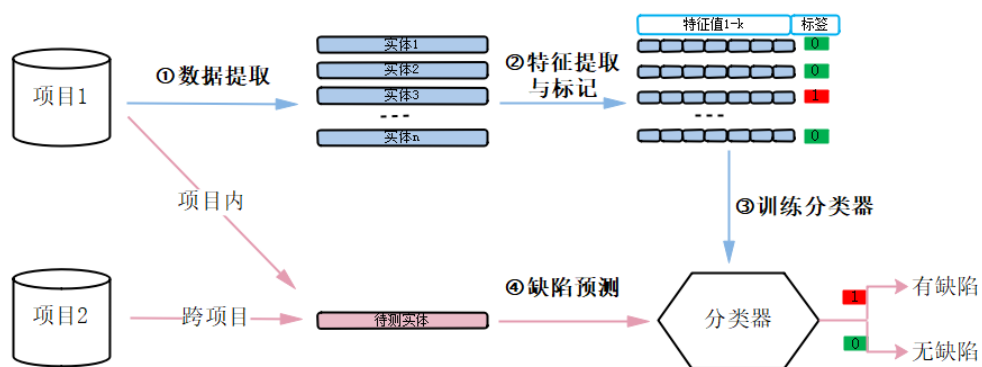 特征值1-k
标签
项目1
①数据提取
实体1
实体2
实体3
实体n
②特征提取
与标记
0
0
1
0
项目内
③训练分类器
项目2
跨项目
待测实体
④缺陷预测
分类器
1
0
有缺陷
无缺陷